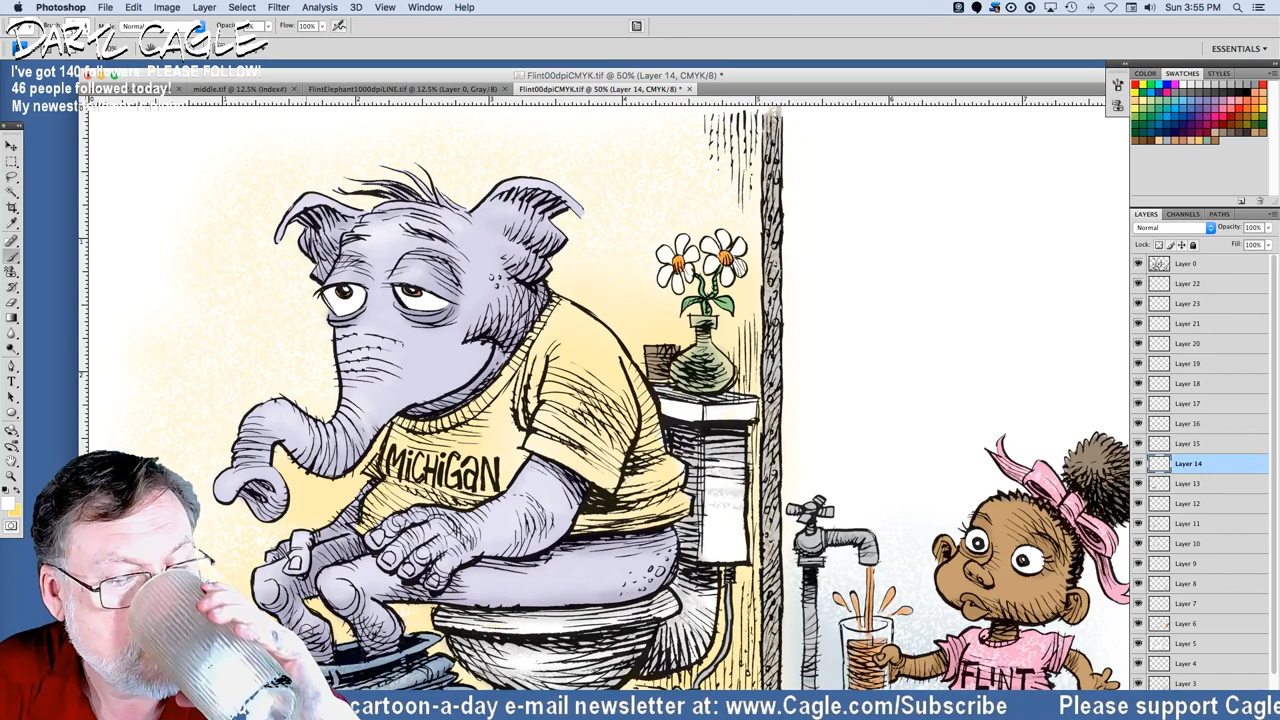 Photoshop File Edit Image Layer Select Filter Analysis 3D View Window Help Sun 3:55 PM
Normal Opacity: 100% Flow: 100%
DARYL CAGLE
ESSENTIALS
I've got 140 followers. PLEASE FOLLOW!
46 people followed today!
My newest
Flint00dpiCMYK.tif @ 50% (Layer 14, CMYK/8) *
middle.tif @ 12.5% (Index#) FlintElephant1000dpiLINE.tif @ 12.5% (Layer 0, Gray/8) Flint00dpiCMYK.tif @ 50% (Layer 14, CMYK/8) *
COLOR SWATCHES STYLES
LAYERS CHANNELS PATHS
Normal Opacity: 100%
Lock: Fill: 100%
Layer 0
Layer 22
Layer 23
Layer 21
Layer 20
Layer 19
Layer 18
Layer 17
Layer 16
Layer 15
Layer 14
Layer 13
Layer 12
Layer 11
Layer 10
Layer 9
Layer 8
Layer 7
Layer 6
Layer 5
Layer 4
Layer 3
MICHIGAN
FLINT
cartoon-a-day e-mail newsletter at: www.Cagle.com/Subscribe Please support Cagle